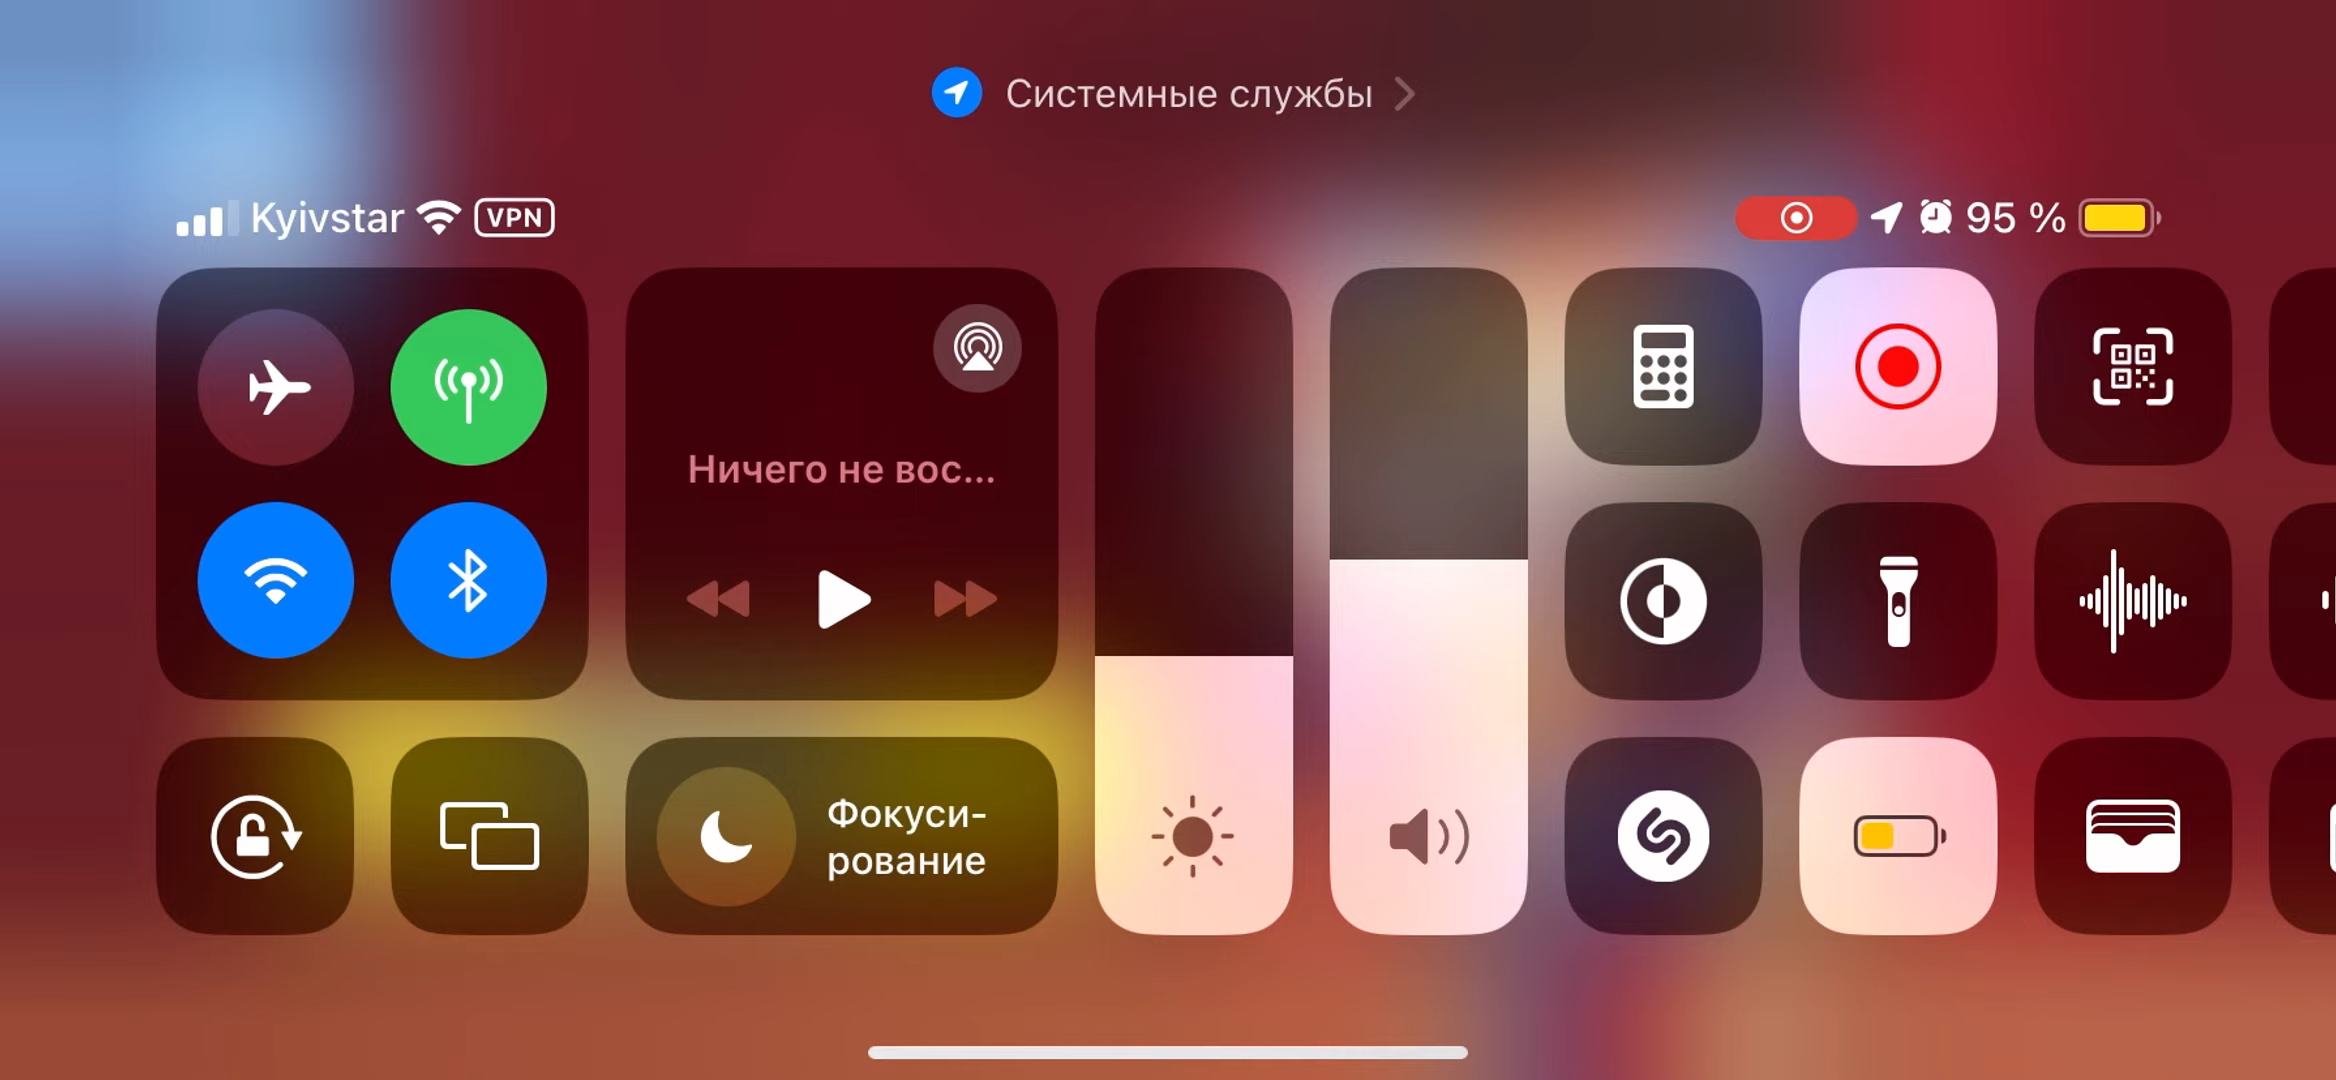 Системные службы
Kyivstar VPN
95 %
Ничего не вос...
Фокуси-
рование